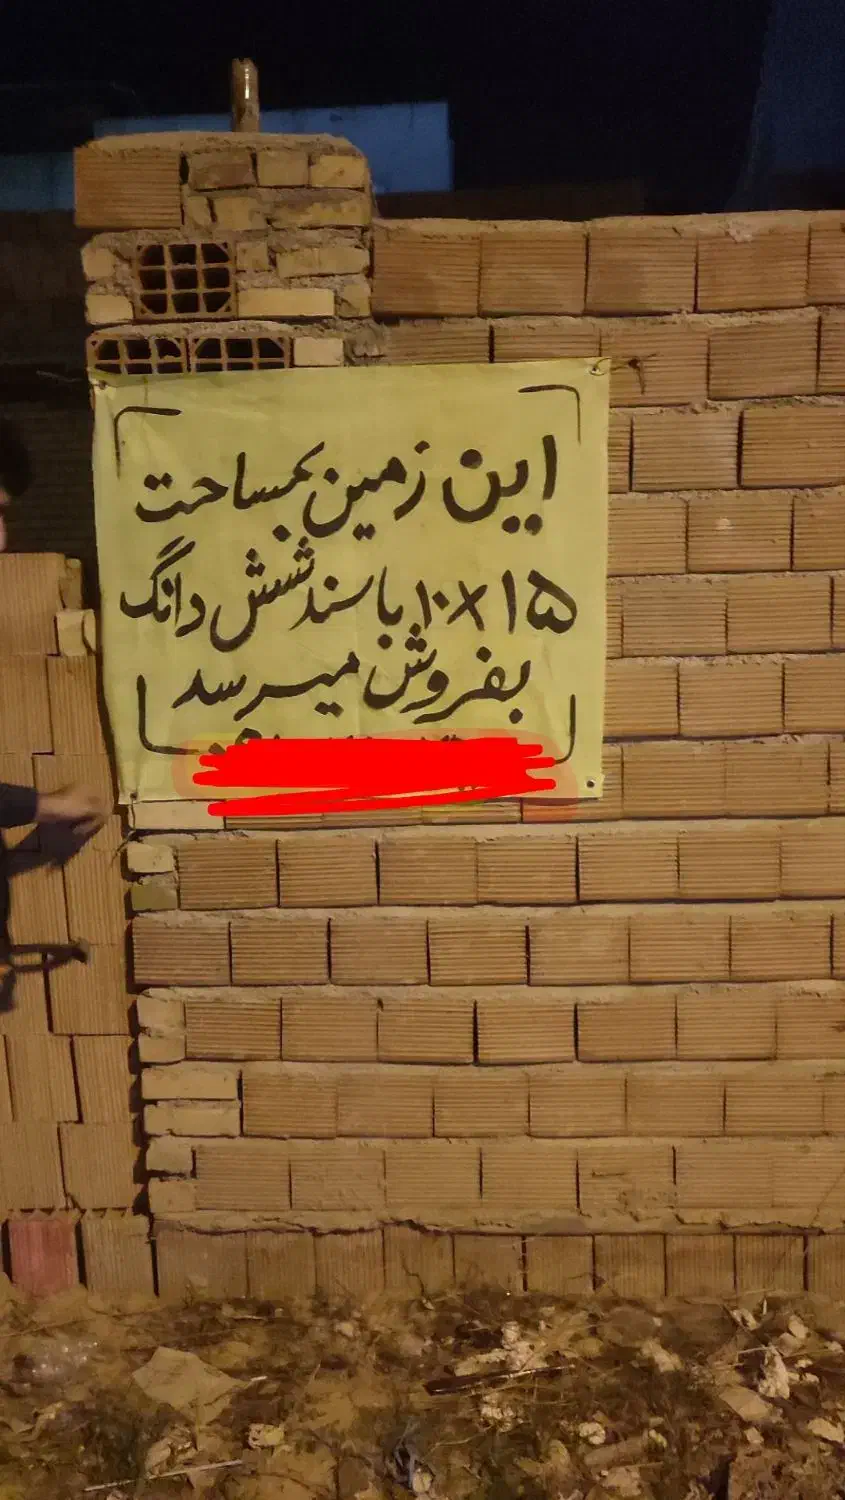 این زمین بمساحت
۱۰×۱۵ با سند شش دانگ
بفروش میرسد